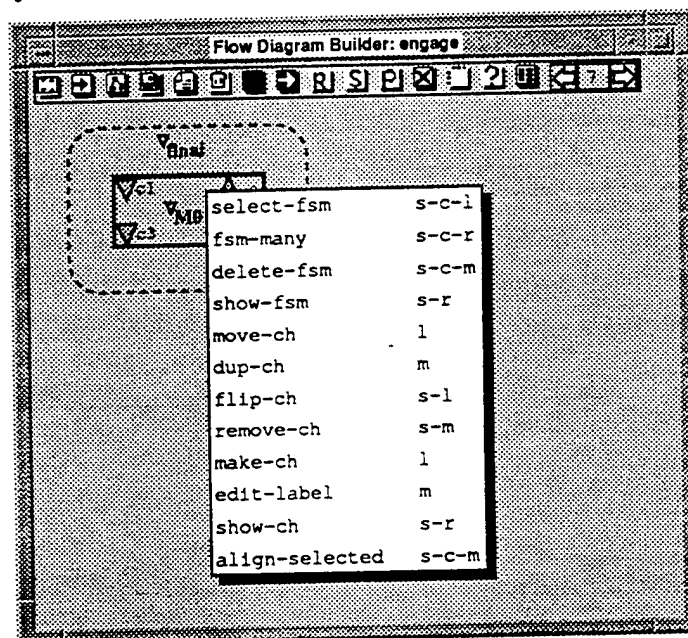 Flow Diagram Builder: engage
R S P ? 7
final
c1
M0
c3
select-fsm s-c-l
fsm-many s-c-r
delete-fsm s-c-m
show-fsm s-r
move-ch l
dup-ch m
flip-ch s-l
remove-ch s-m
make-ch l
edit-label m
show-ch s-r
align-selected s-c-m